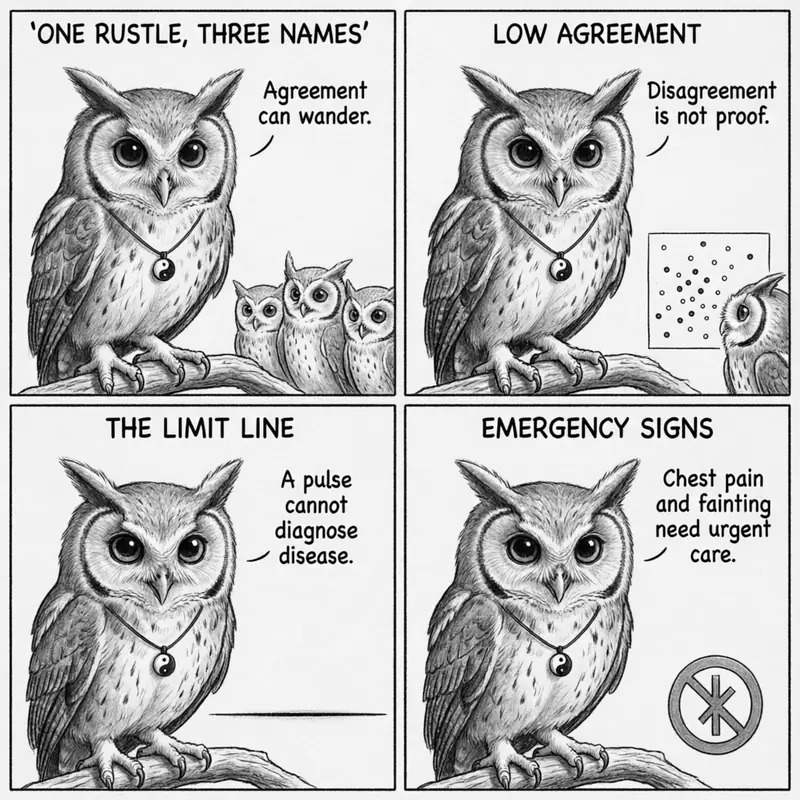 'ONE RUSTLE, THREE NAMES'
Agreement
can wander.
LOW AGREEMENT
Disagreement
is not proof.
THE LIMIT LINE
A pulse
cannot
diagnose
disease.
EMERGENCY SIGNS
Chest pain
and fainting
need urgent
care.